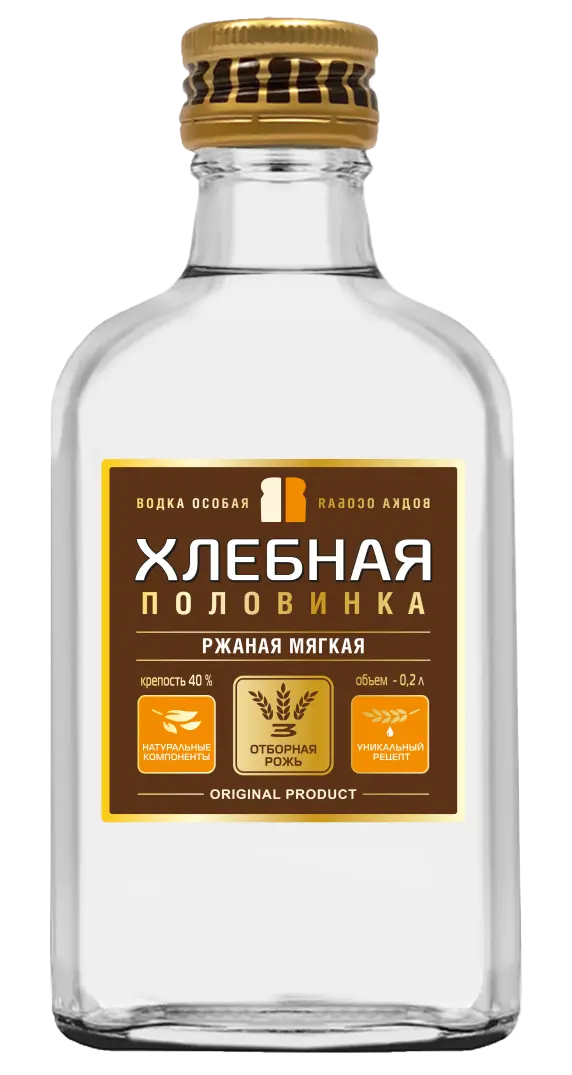 ВОДКА ОСОБАЯ ВОДКА ОСОБАЯ
ХЛЕБНАЯ
ПОЛОВИНКА
РЖАНАЯ МЯГКАЯ
крепость 40 % объем - 0,2 л
НАТУРАЛЬНЫЕ
КОМПОНЕНТЫ
3
ОТБОРНАЯ
РОЖЬ
УНИКАЛЬНЫЙ
РЕЦЕПТ
ORIGINAL PRODUCT